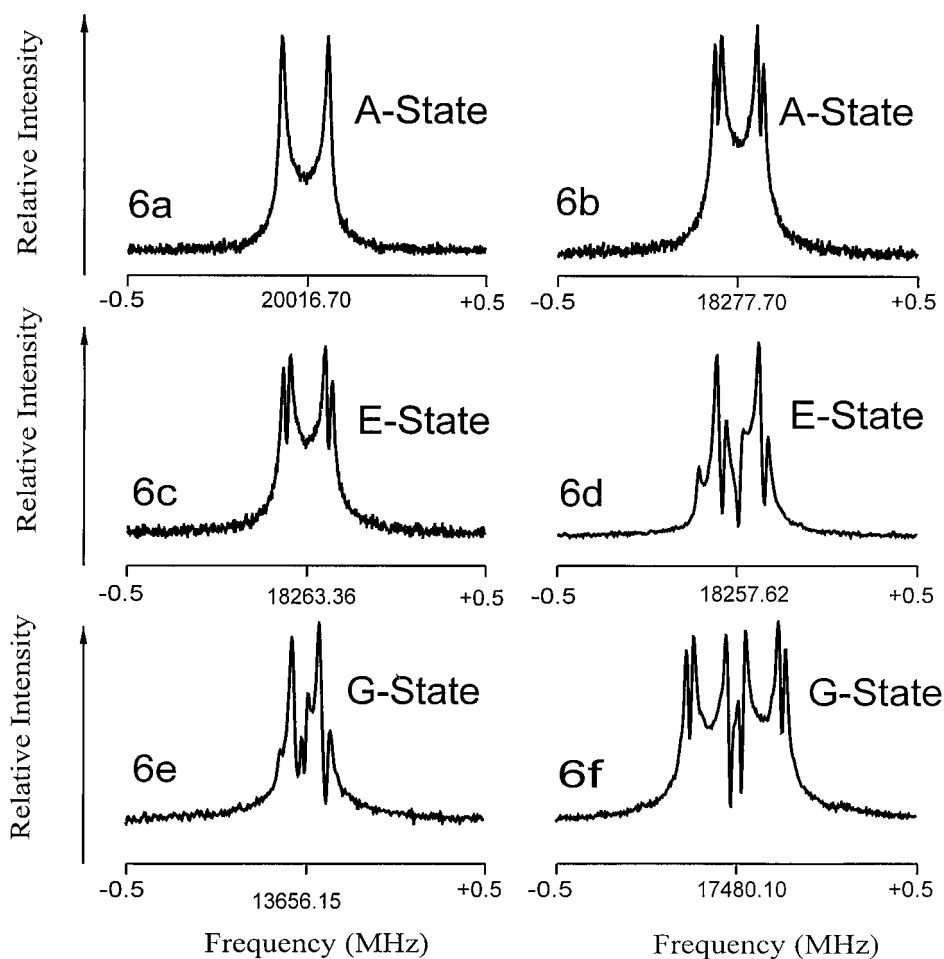 Relative Intensity
A-State
6a
-0.5 20016.70 +0.5
A-State
6b
-0.5 18277.70 +0.5
Relative Intensity
E-State
6c
-0.5 18263.36 +0.5
E-State
6d
-0.5 18257.62 +0.5
Relative Intensity
G-State
6e
-0.5 13656.15 +0.5
G-State
6f
-0.5 17480.10 +0.5
Frequency (MHz)
Frequency (MHz)